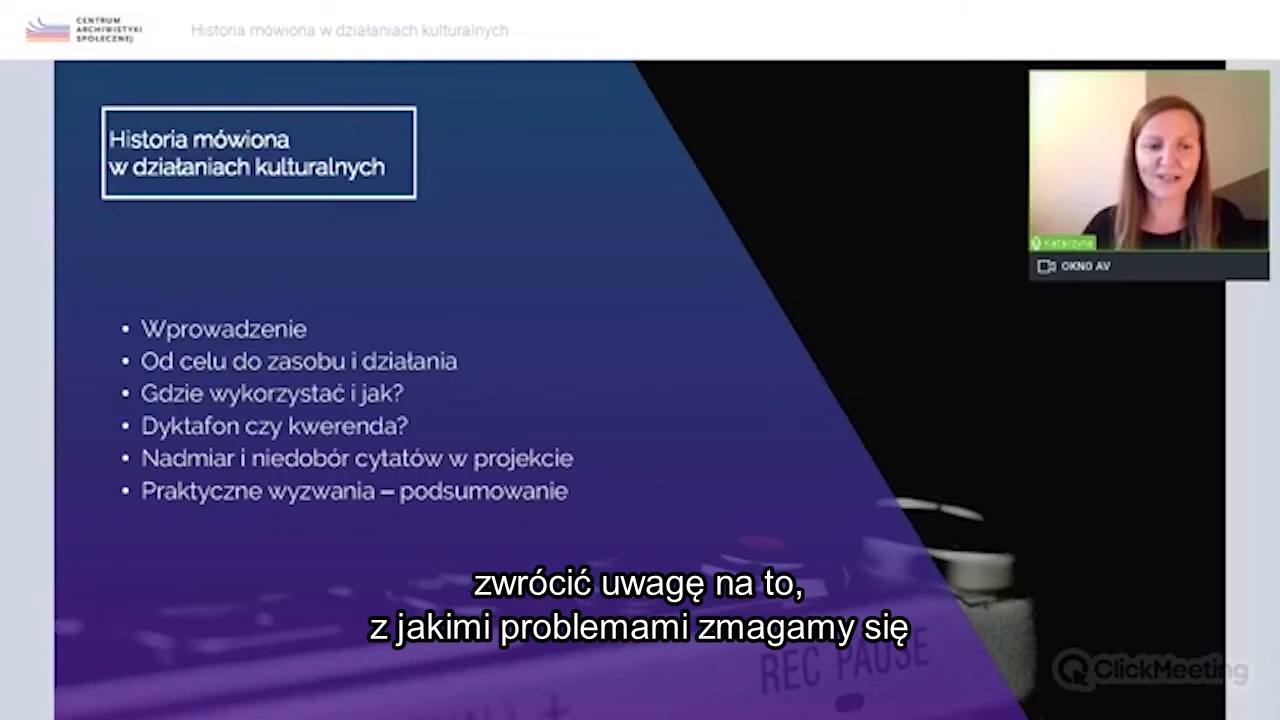 CENTRUM
ARCHIWISTYKI
SPOŁECZNEJ
Historia mówiona w działaniach kulturalnych
Historia mówiona
w działaniach kulturalnych
Katarzyna
OKNO AV
• Wprowadzenie
• Od celu do zasobu i działania
• Gdzie wykorzystać i jak?
• Dyktafon czy kwerenda?
• Nadmiar i niedobór cytatów w projekcie
• Praktyczne wyzwania – podsumowanie
zwrócić uwagę na to,
z jakimi problemami zmagamy się
REC PAUSE
ClickMeeting